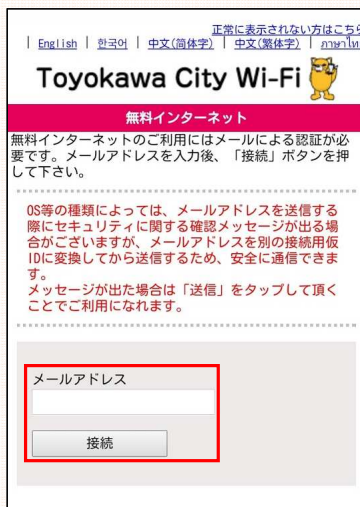 正常に表示されない方はこちら
| English | 한국어 | 中文(简体字) | 中文(繁体字) | ภาษาไทย
Toyokawa City Wi-Fi
無料インターネット
無料インターネットのご利用にはメールによる認証が必
要です。メールアドレスを入力後、「接続」ボタンを押
して下さい。
OS等の種類によっては、メールアドレスを送信する
際にセキュリティに関する確認メッセージが出る場
合がございますが、メールアドレスを別の接続用仮
IDに変換してから送信するため、安全に通信できま
す。
メッセージが出た場合は「送信」をタップして頂く
ことでご利用になれます。
メールアドレス
接続